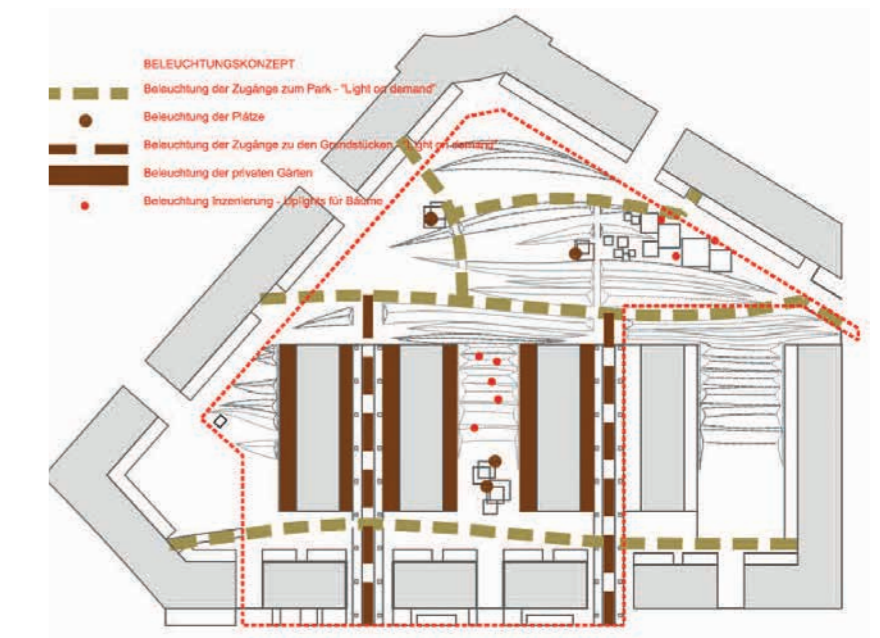 BELEUCHTUNGSKONZEPT
Beleuchtung der Zugänge zum Park - "Light on demand"
Beleuchtung der Plätze
Beleuchtung der Zugänge zu den Grundstücken - "Light on demand"
Beleuchtung der privaten Gärten
Beleuchtung Inzenierung - Uplights für Bäume